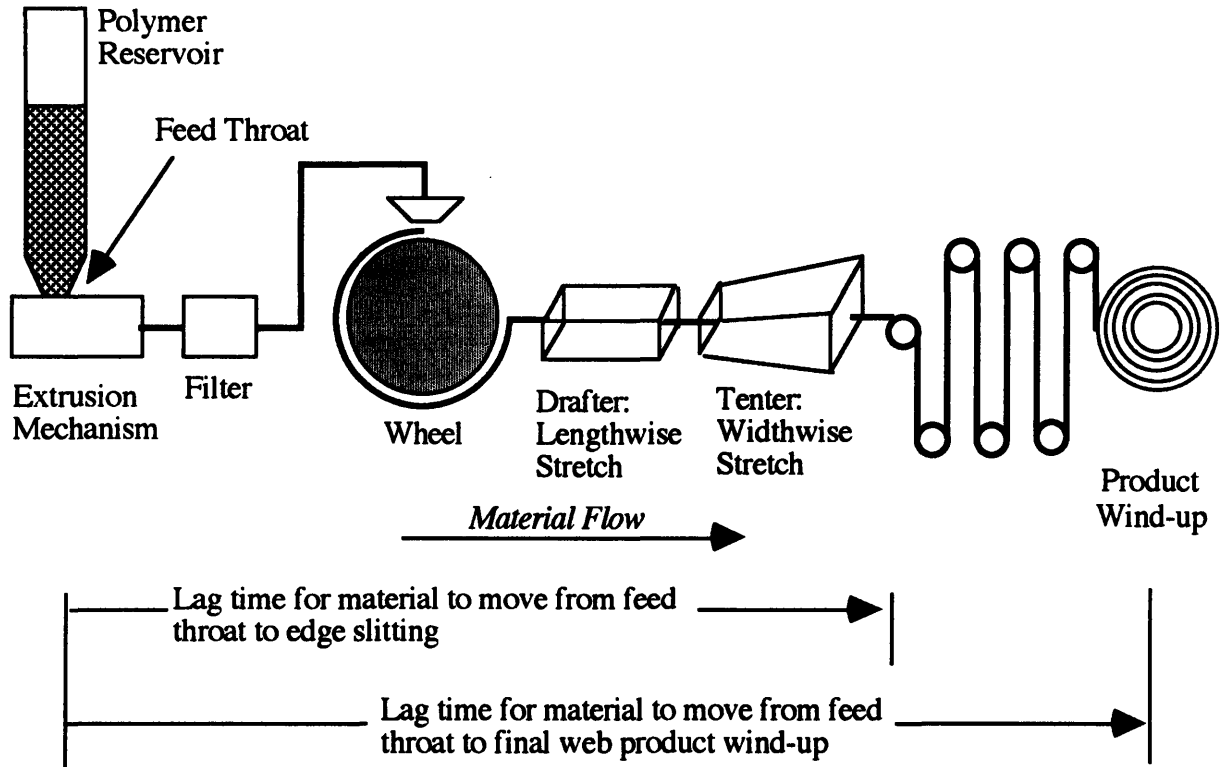 Polymer
Reservoir
Feed Throat
Extrusion
Mechanism
Filter
Wheel
Drafter:
Lengthwise
Stretch
Tenter:
Widthwise
Stretch
Product
Wind-up
Material Flow
Lag time for material to move from feed
throat to edge slitting
Lag time for material to move from feed
throat to final web product wind-up